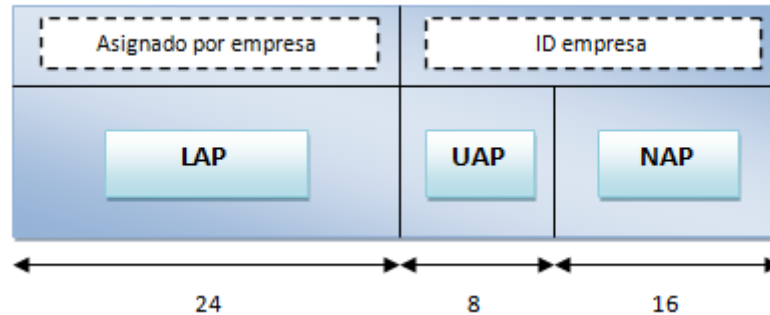 Asignado por empresa
ID empresa
LAP
UAP
NAP
24
8
16